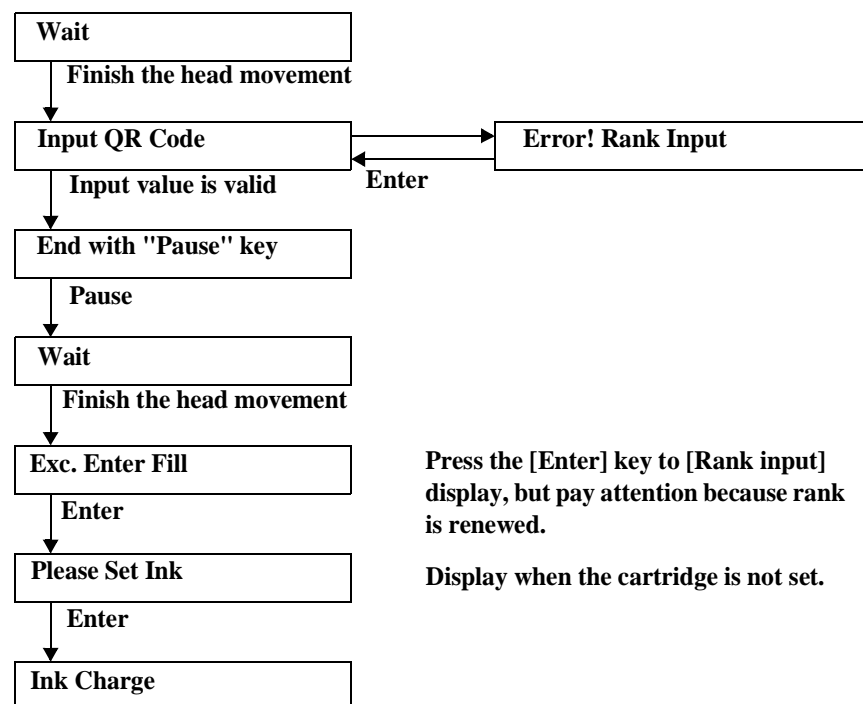 Wait
Finish the head movement
Input QR Code
Error! Rank Input
Enter
Input value is valid
End with "Pause" key
Pause
Wait
Finish the head movement
Exc. Enter Fill
Press the [Enter] key to [Rank input]
display, but pay attention because rank
is renewed.
Enter
Please Set Ink
Display when the cartridge is not set.
Enter
Ink Charge